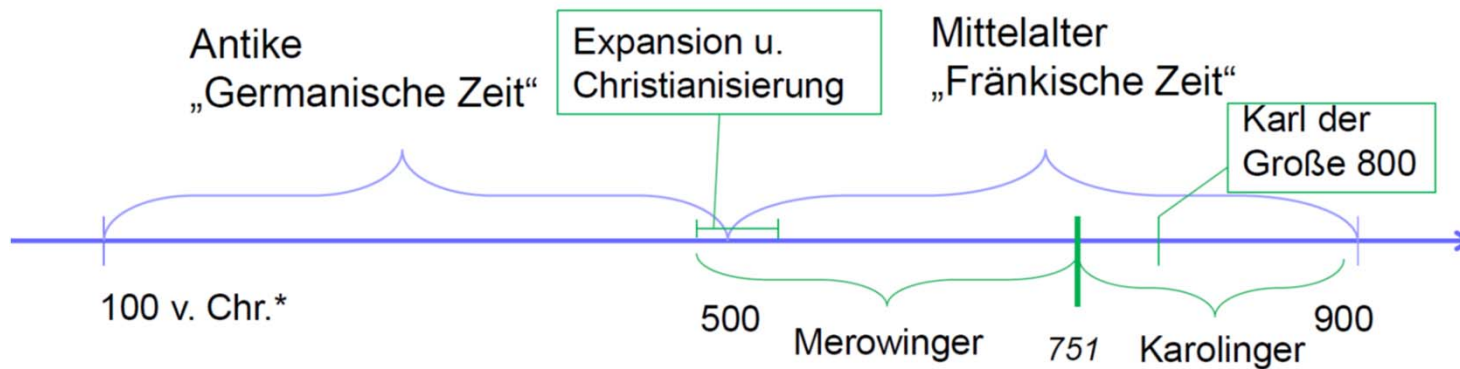 Antike
„Germanische Zeit“
Expansion u.
Christianisierung
Mittelalter
„Fränkische Zeit“
Karl der
Große 800
100 v. Chr.*
500
Merowinger
751
Karolinger
900